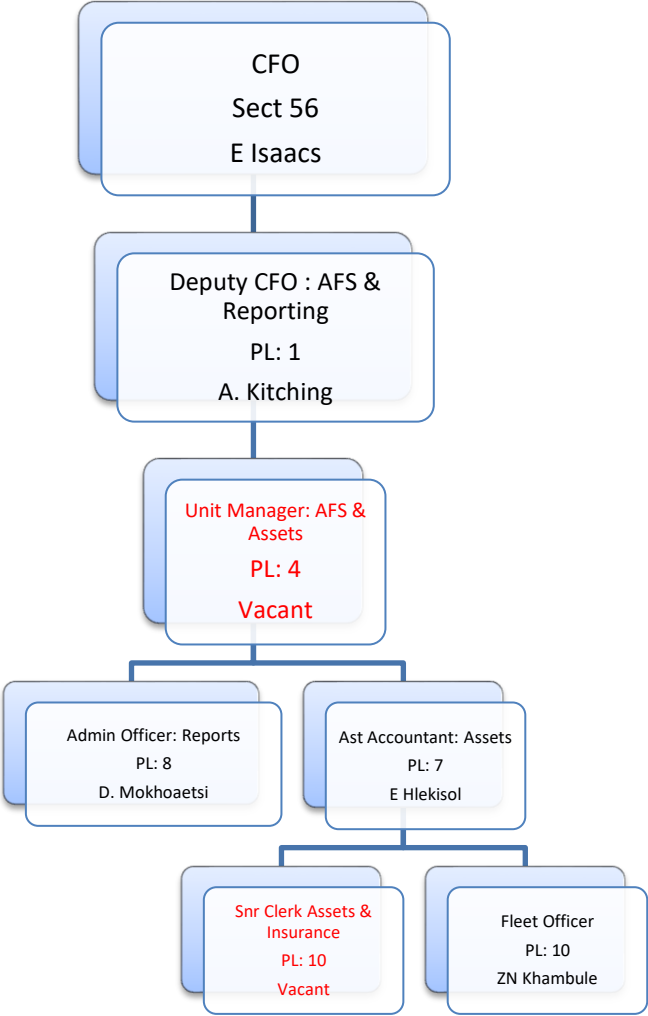 CFO
Sect 56
E Isaacs
Deputy CFO : AFS &
Reporting
PL: 1
A. Kitching
Unit Manager: AFS &
Assets
PL: 4
Vacant
Admin Officer: Reports
PL: 8
D. Mokhoaetsi
Ast Accountant: Assets
PL: 7
E Hlekisol
Snr Clerk Assets &
Insurance
PL: 10
Vacant
Fleet Officer
PL: 10
ZN Khambule